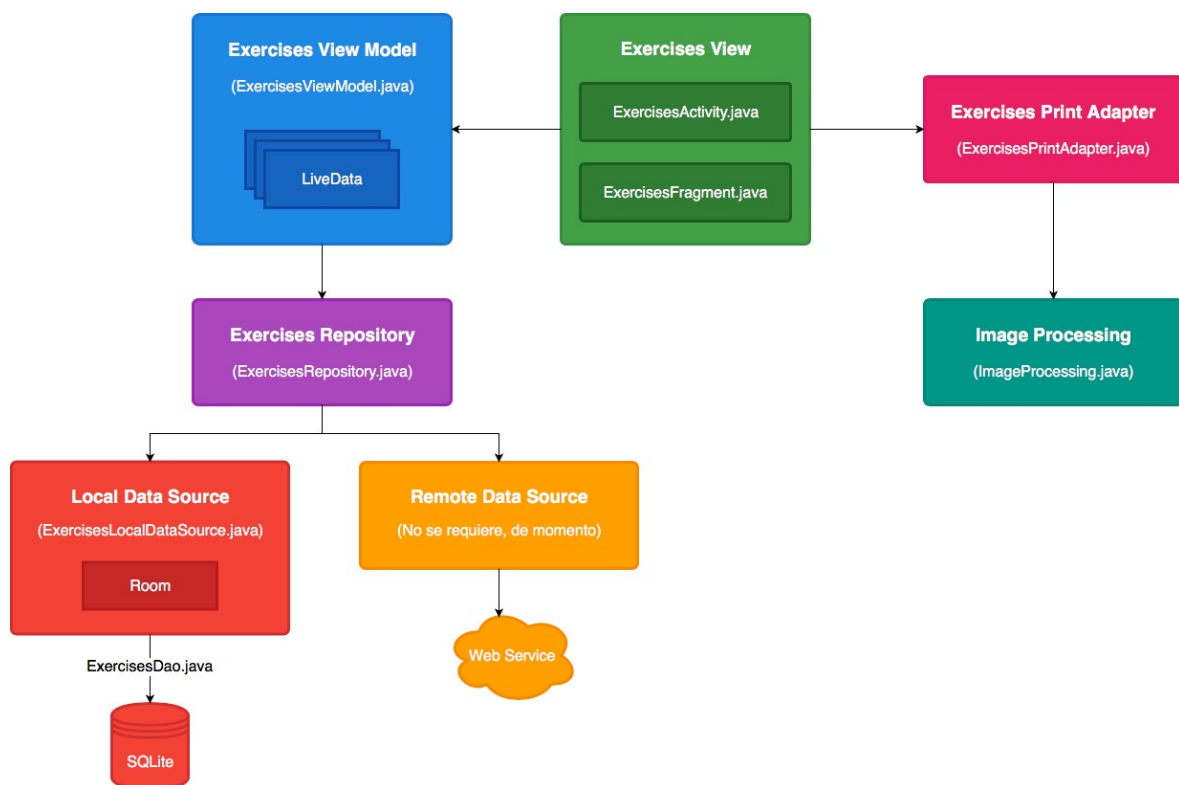 Exercises View Model
(ExercisesViewModel.java)
LiveData
Exercises View
ExercisesActivity.java
ExercisesFragment.java
Exercises Print Adapter
(ExercisesPrintAdapter.java)
Exercises Repository
(ExercisesRepository.java)
Image Processing
(ImageProcessing.java)
Local Data Source
(ExercisesLocalDataSource.java)
Room
Remote Data Source
(No se requiere, de momento)
ExercisesDao.java
Web Service
SQLite